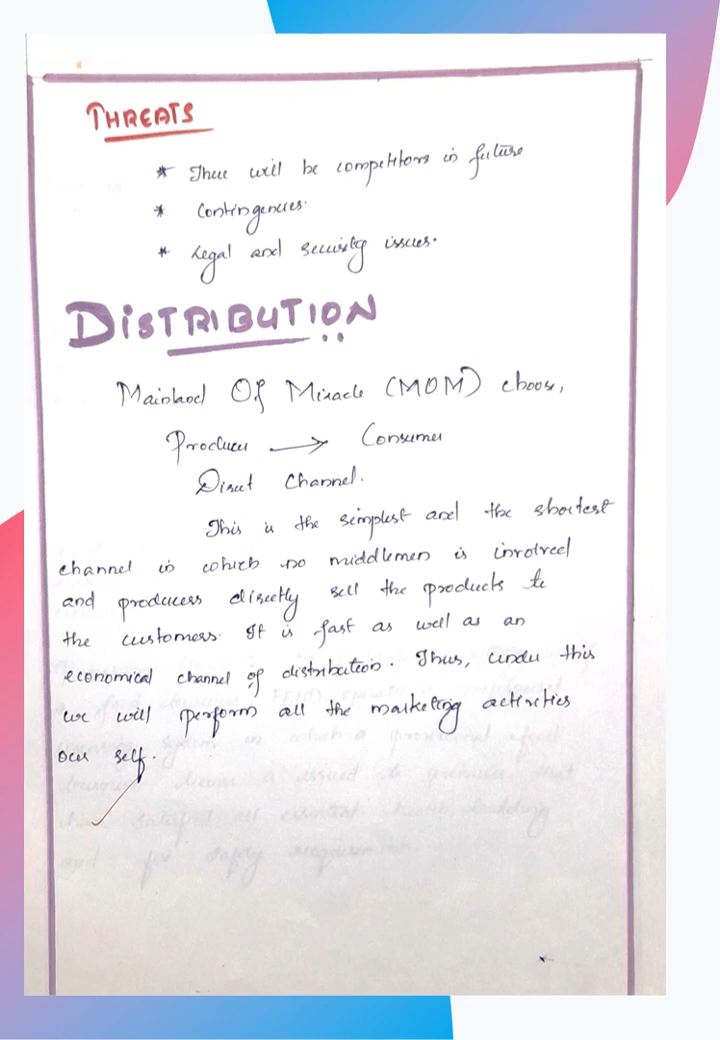 THREATS
* There will be competitors in future
* Contingencies.
* Legal and security issues.
DISTRIBUTION
Mainland Of Miracle (MOM) choose,
Producer → Consumer
Direct Channel.
This is the simplest and the shortest
channel in which no middlemen is involved
and producers directly sell the products to
the customers. It is fast as well as an
economical channel of distribution. Thus, under this
we will perform all the marketing activities
our self.